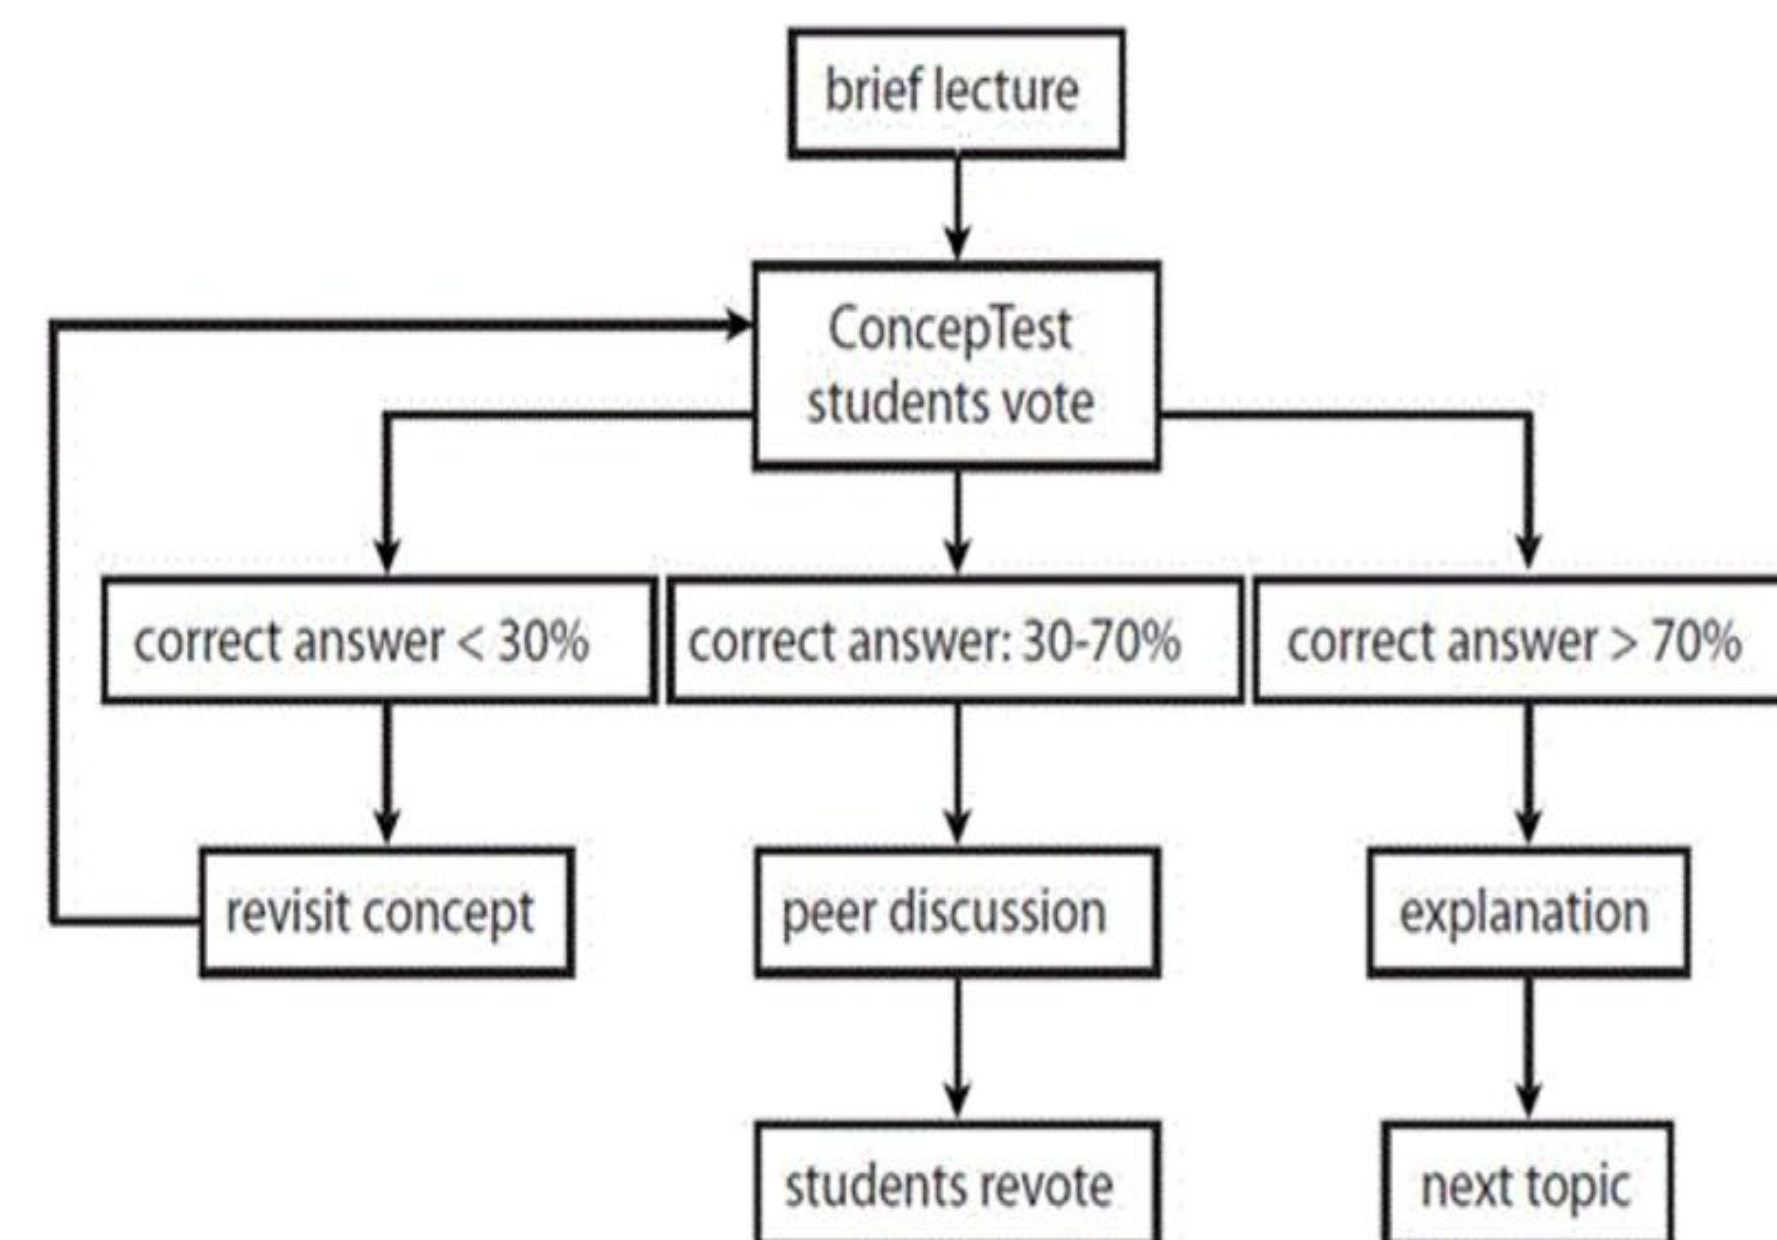 brief lecture
ConcepTest
students vote
correct answer < 30%
correct answer: 30-70%
correct answer > 70%
revisit concept
peer discussion
explanation
students revote
next topic